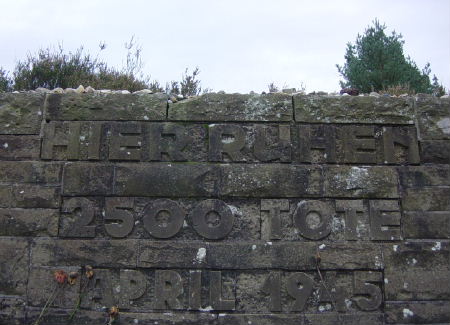 HIER RUHEN
2500 TOTE
APRIL 1945